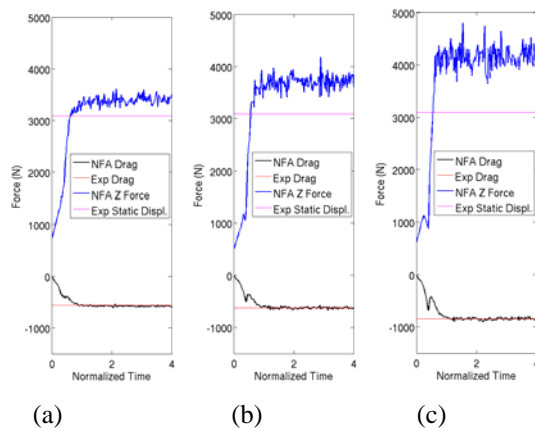 5000
4000
3000
2000
1000
0
-1000
Force (N)
NFA Drag
Exp Drag
NFA Z Force
Exp Static Displ.
0 2 4
Normalized Time
(a)
5000
4000
3000
2000
1000
0
-1000
Force (N)
NFA Drag
Exp Drag
NFA Z Force
Exp Static Displ.
0 2 4
Normalized Time
(b)
5000
4000
3000
2000
1000
0
-1000
Force (N)
NFA Drag
Exp Drag
NFA Z Force
Exp Static Displ.
0 2 4
Normalized Time
(c)